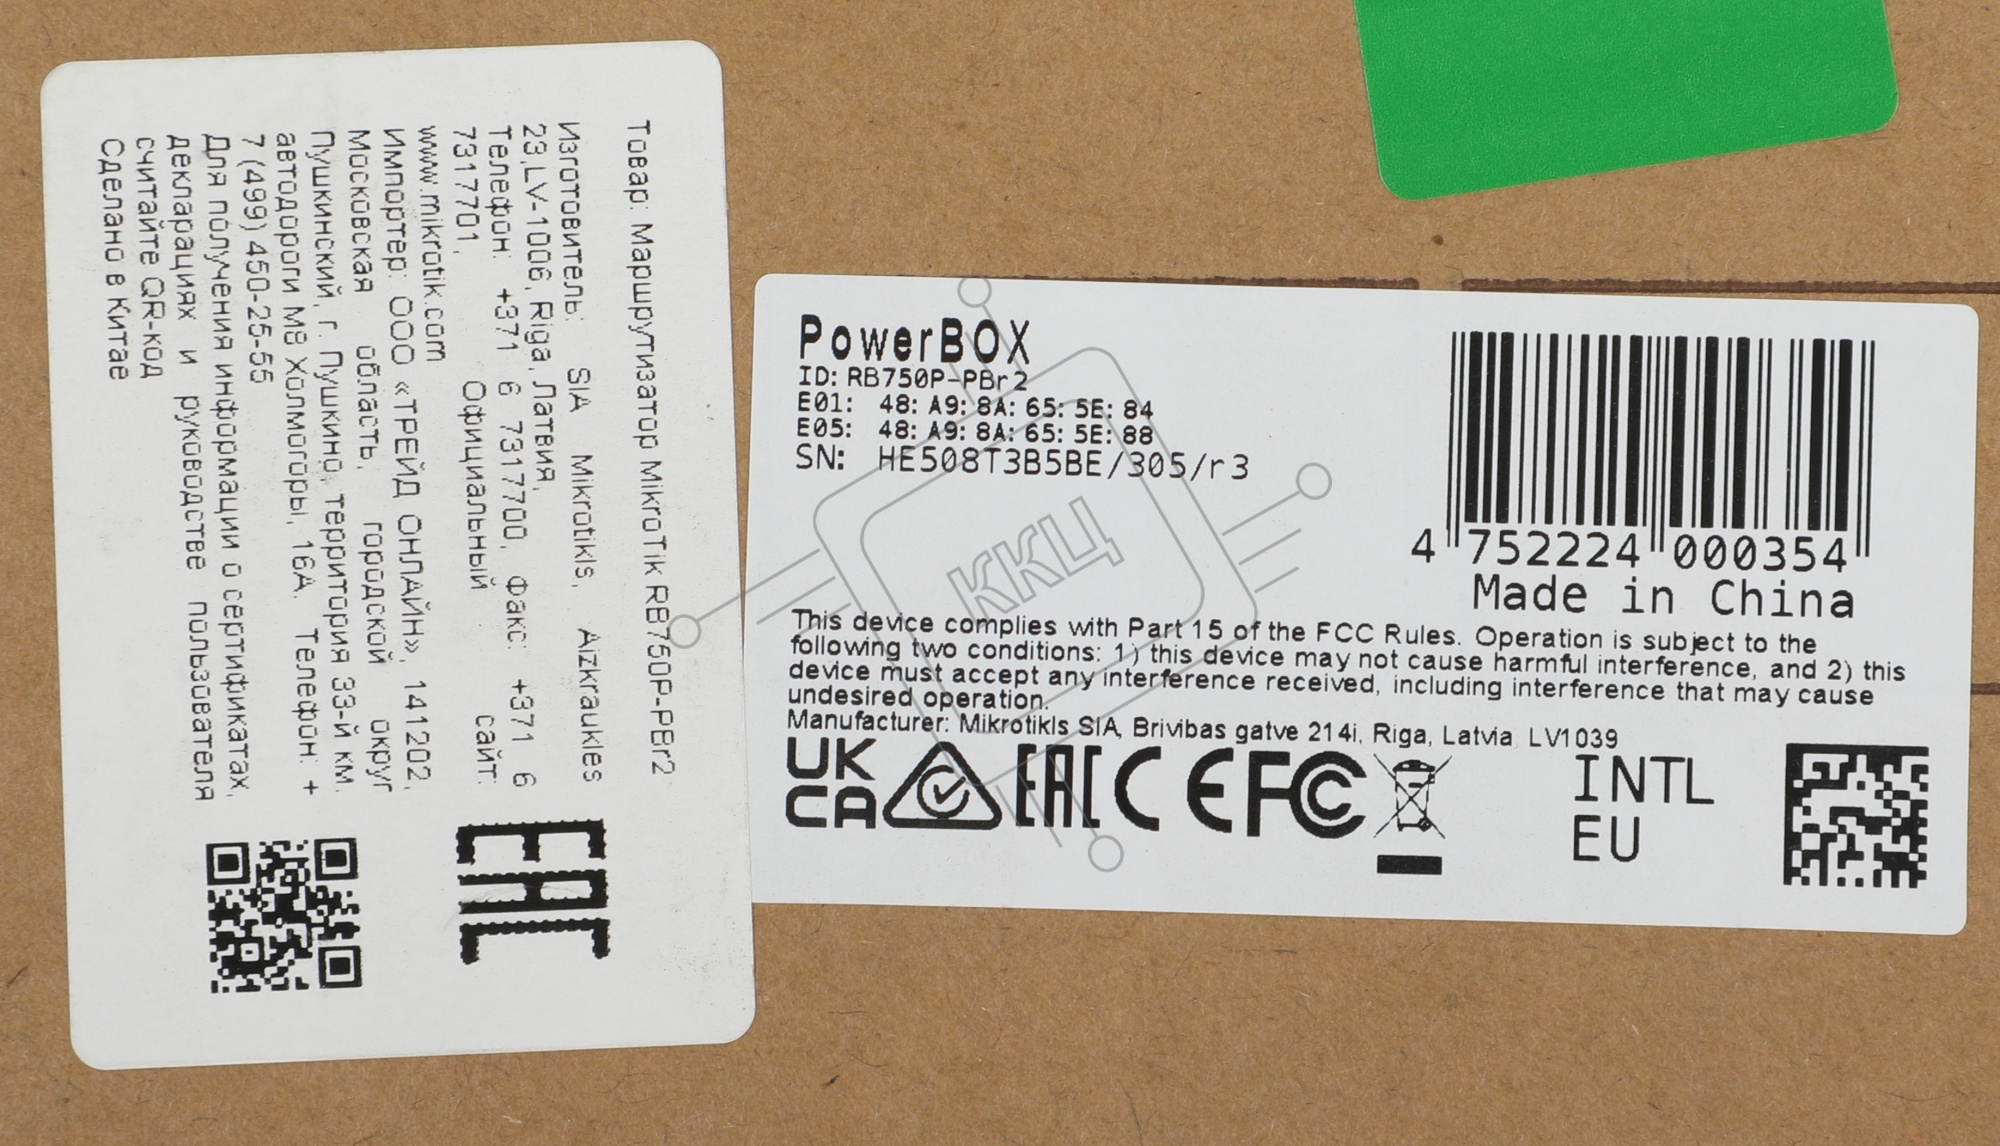 Товар: Маршрутизатор MikroTik RB750P-PBr2
Изготовитель: SIA Mikrotikls, Aizkraukles
23,LV-1006, Riga, Латвия,
Телефон: +371 6 7317700, Факс: +371 6
7317701, Официальный сайт:
www.mikrotik.com
Импортер: ООО «ТРЕЙД ОНЛАЙН», 141202,
Московская область, городской округ
Пушкинский, г. Пушкино, территория 33-й км.
автодороги М8 Холмогоры, 16А. Телефон: +
7 (499) 450-25-55
Для получения информации о сертификатах,
декларациях и руководстве пользователя
считайте QR-код
Сделано в Китае
EAC
PowerBOX
ID: RB750P-PBr2
E01: 48: A9: 8A: 65: 5E: 84
E05: 48: A9: 8A: 65: 5E: 88
SN: HE508T3B5BE/305/r3
4 752224 000354
Made in China
ККЦ
This device complies with Part 15 of the FCC Rules. Operation is subject to the
following two conditions: 1) this device may not cause harmful interference, and 2) this
device must accept any interference received, including interference that may cause
undesired operation.
Manufacturer: Mikrotikls SIA, Brivibas gatve 214i, Riga, Latvia LV1039
UK
CA
EAC CE FC
INTL
EU